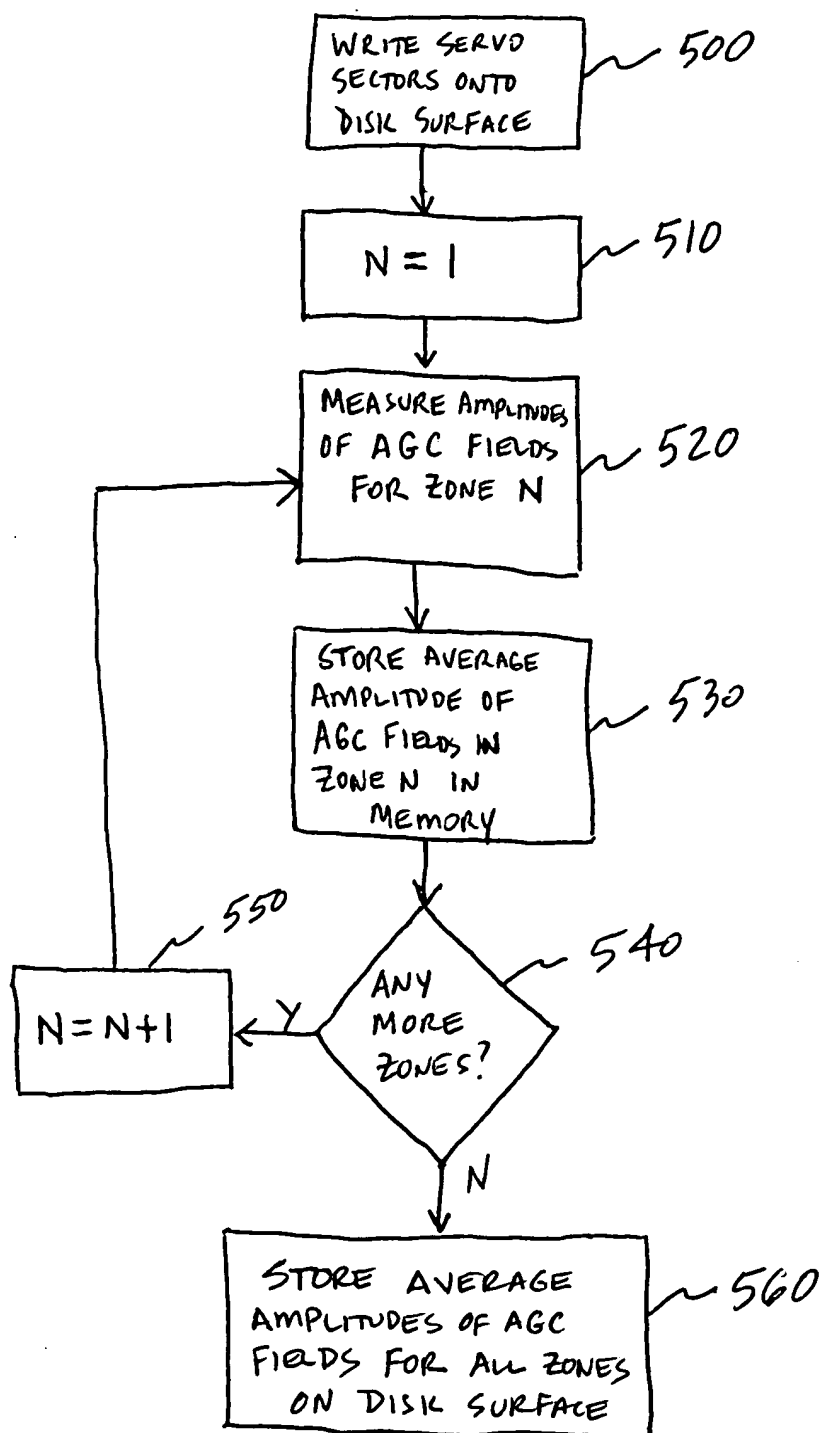 WRITE SERVO
SECTORS ONTO
DISK SURFACE
500
N = 1
510
MEASURE AMPLITUDES
OF AGC FIELDS
FOR ZONE N
520
STORE AVERAGE
AMPLITUDE OF
AGC FIELDS IN
ZONE N IN
MEMORY
530
ANY
MORE
ZONES?
540
Y
550
N=N+1
N
STORE AVERAGE
AMPLITUDES OF AGC
FIELDS FOR ALL ZONES
ON DISK SURFACE
560